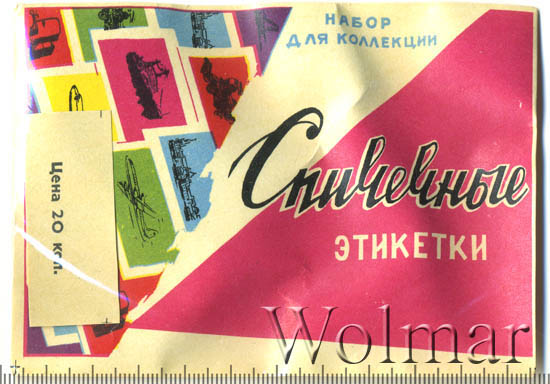 НАБОР
ДЛЯ КОЛЛЕКЦИИ
Спичечные
ЭТИКЕТКИ
Цена 20 коп.
Wolmar